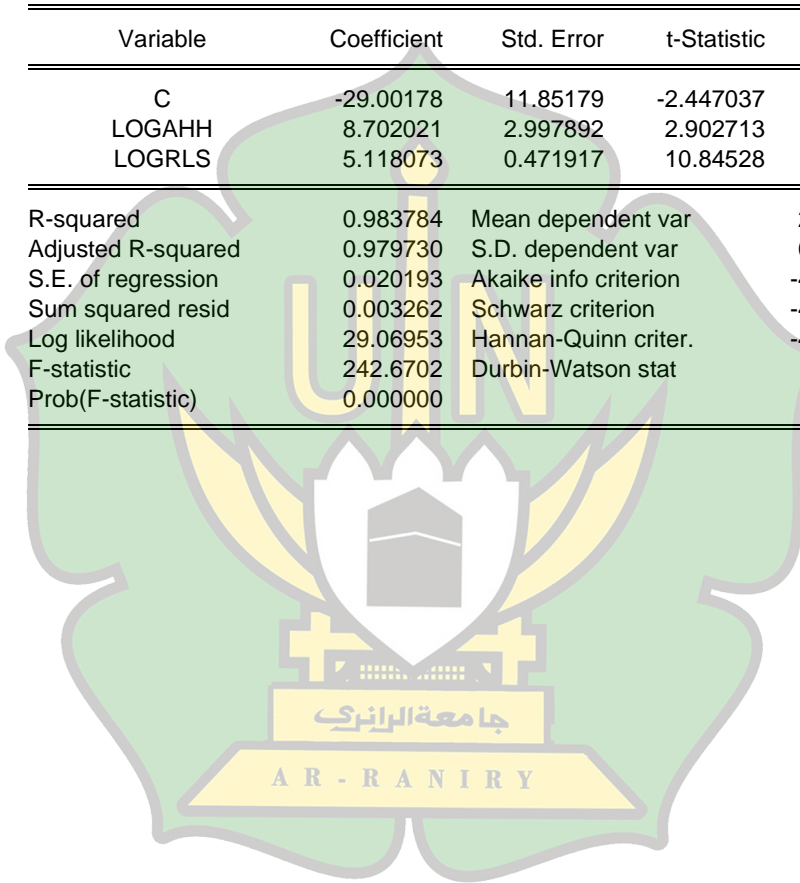 Variable Coefficient Std. Error t-Statistic
C -29.00178 11.85179 -2.447037
LOGAHH 8.702021 2.997892 2.902713
LOGRLS 5.118073 0.471917 10.84528
R-squared 0.983784 Mean dependent var
Adjusted R-squared 0.979730 S.D. dependent var
S.E. of regression 0.020193 Akaike info criterion
Sum squared resid 0.003262 Schwarz criterion
Log likelihood 29.06953 Hannan-Quinn criter.
F-statistic 242.6702 Durbin-Watson stat
Prob(F-statistic) 0.000000
UIN
جامعةالرانري
AR-RANIRY